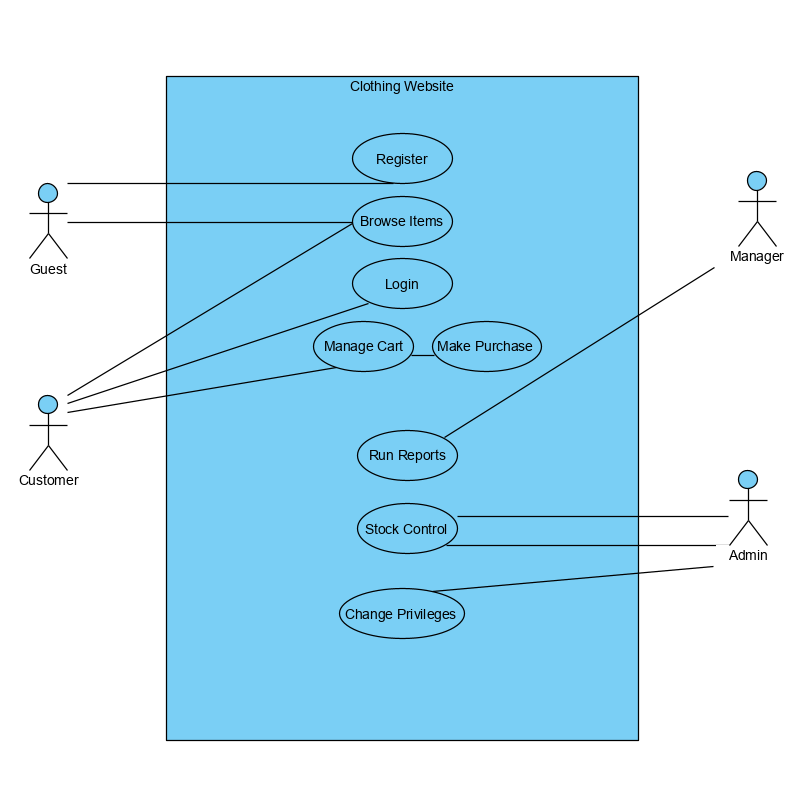 Clothing Website
Register
Browse Items
Guest
Login
Manager
Manage Cart
Make Purchase
Customer
Run Reports
Stock Control
Admin
Change Privileges